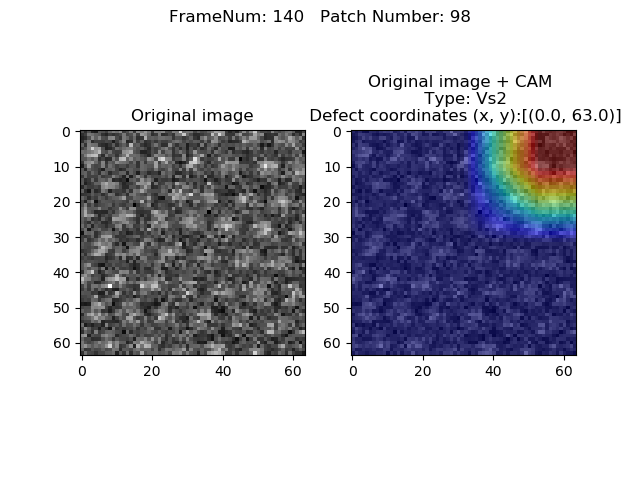 FrameNum: 140   Patch Number: 98
Original image
0
10
20
30
40
50
60
0 20 40 60
Original image + CAM
Type: Vs2
Defect coordinates (x, y):[(0.0, 63.0)]
0
10
20
30
40
50
60
0 20 40 60